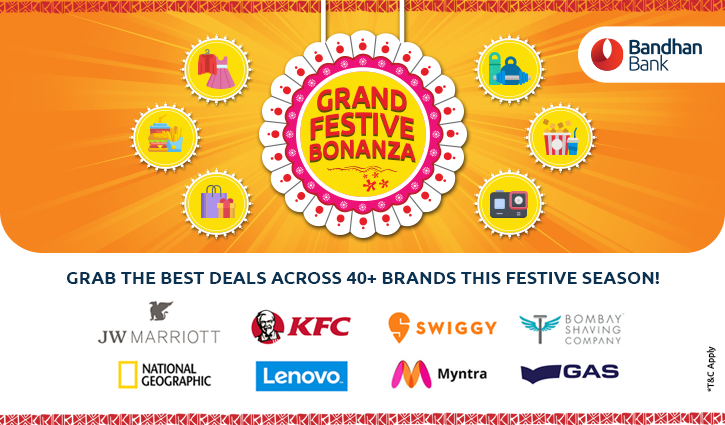 Bandhan
Bank
GRAND
FESTIVE
BONANZA
GRAB THE BEST DEALS ACROSS 40+ BRANDS THIS FESTIVE SEASON!
JW MARRIOTT
KFC
SWIGGY
BOMBAY
SHAVING
COMPANY
NATIONAL
GEOGRAPHIC
Lenovo
Myntra
GAS
*T&C Apply